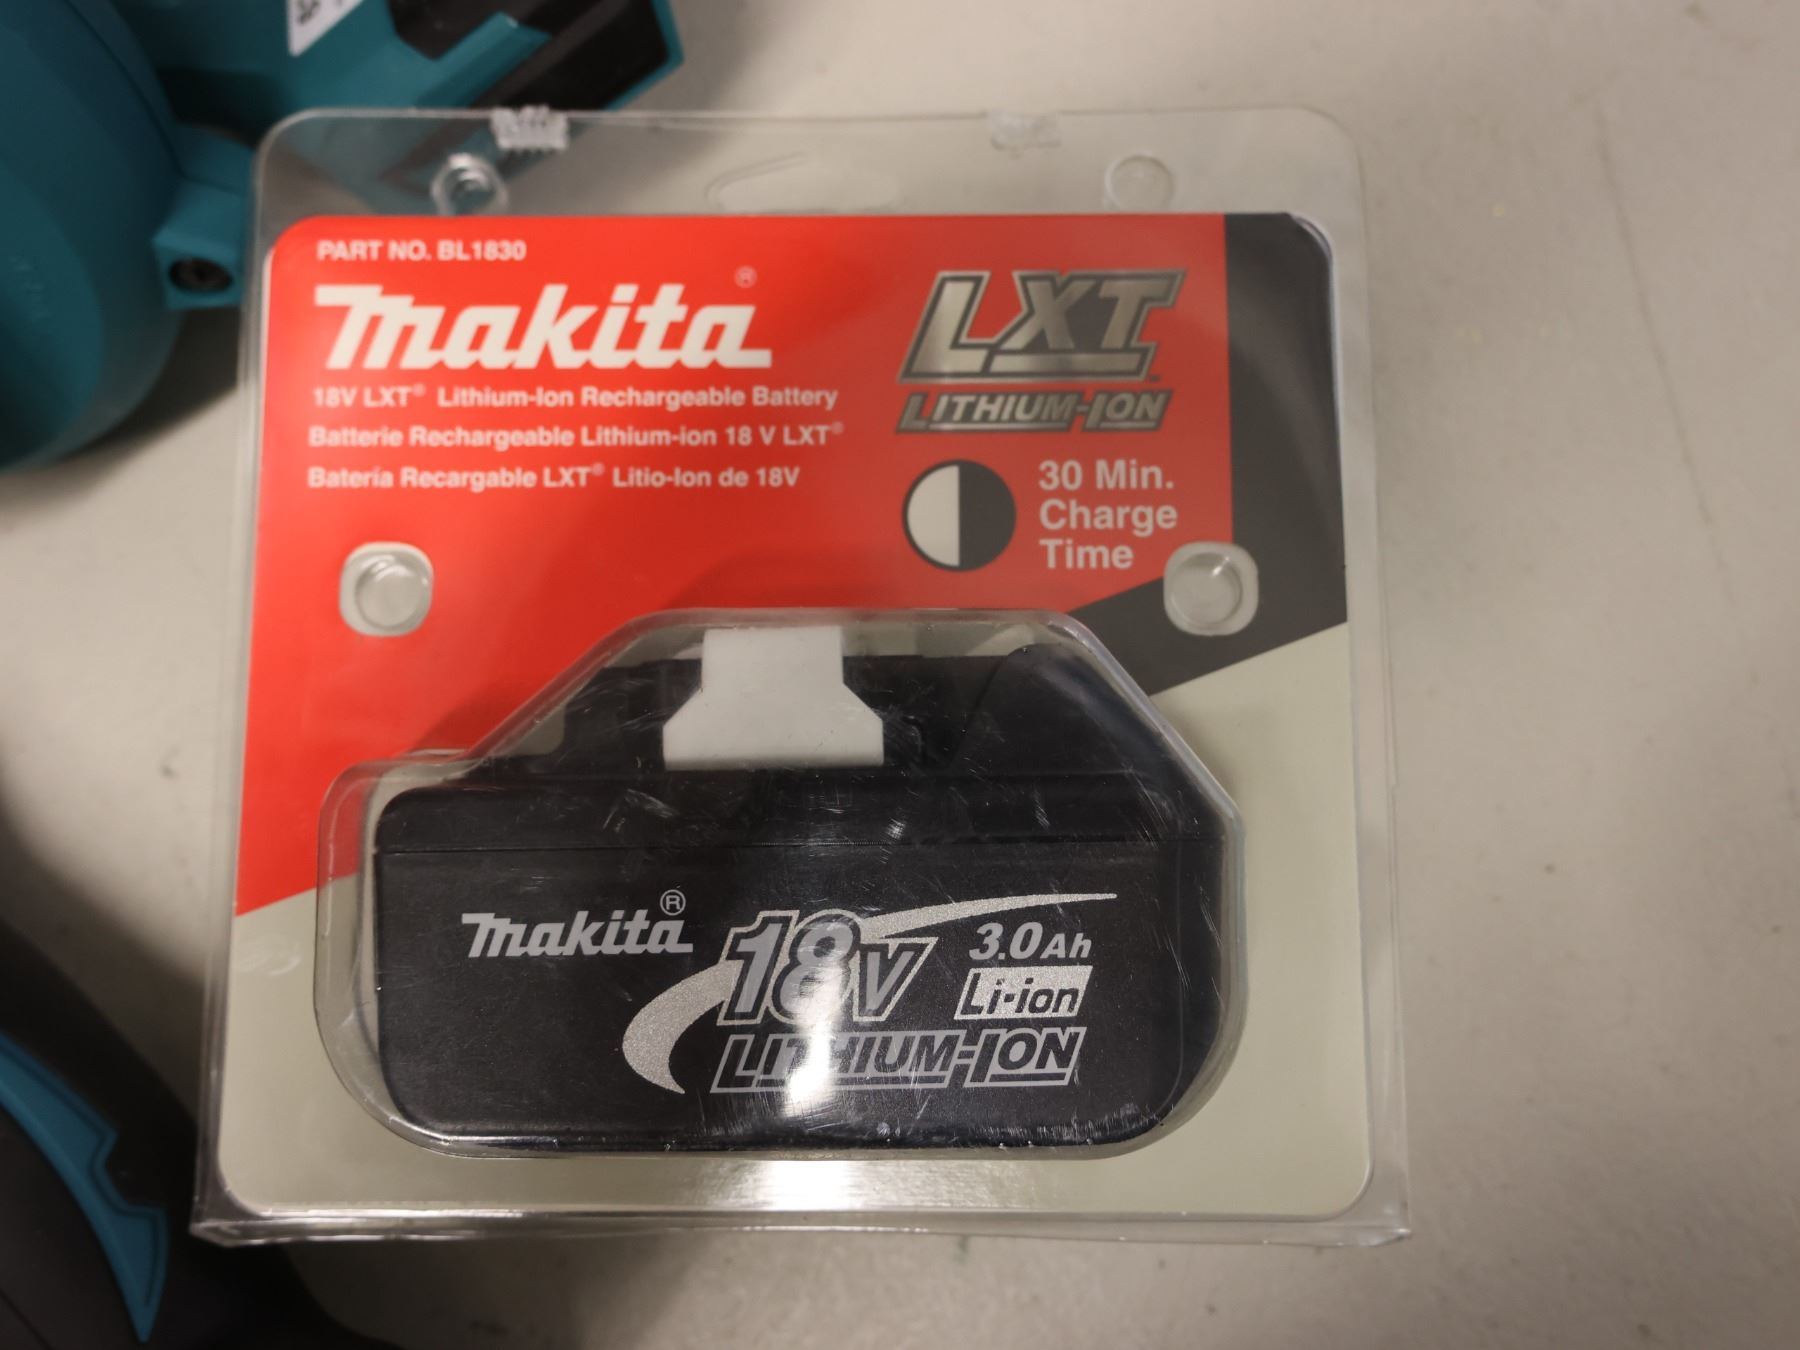 PART NO. BL1830
makita®
18V LXT® Lithium-Ion Rechargeable Battery
Batterie Rechargeable Lithium-ion 18 V LXT®
Batería Recargable LXT® Litio-Ion de 18V
LXT™
LITHIUM-ION
30 Min.
Charge
Time
makita®
18V
3.0Ah
Li-ion
LITHIUM-ION